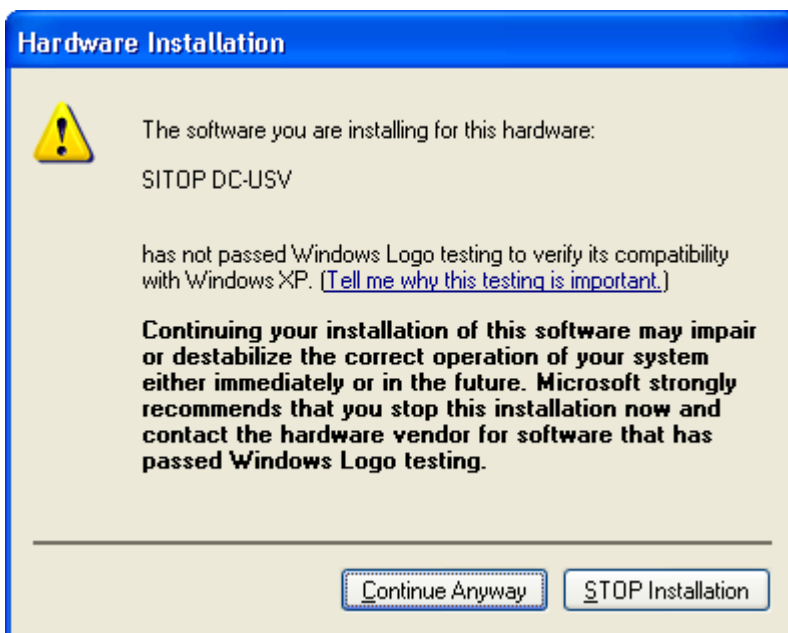 Hardware Installation
The software you are installing for this hardware:
SITOP DC-USV
has not passed Windows Logo testing to verify its compatibility
with Windows XP. (Tell me why this testing is important.)
Continuing your installation of this software may impair
or destabilize the correct operation of your system
either immediately or in the future. Microsoft strongly
recommends that you stop this installation now and
contact the hardware vendor for software that has
passed Windows Logo testing.
Continue Anyway
STOP Installation